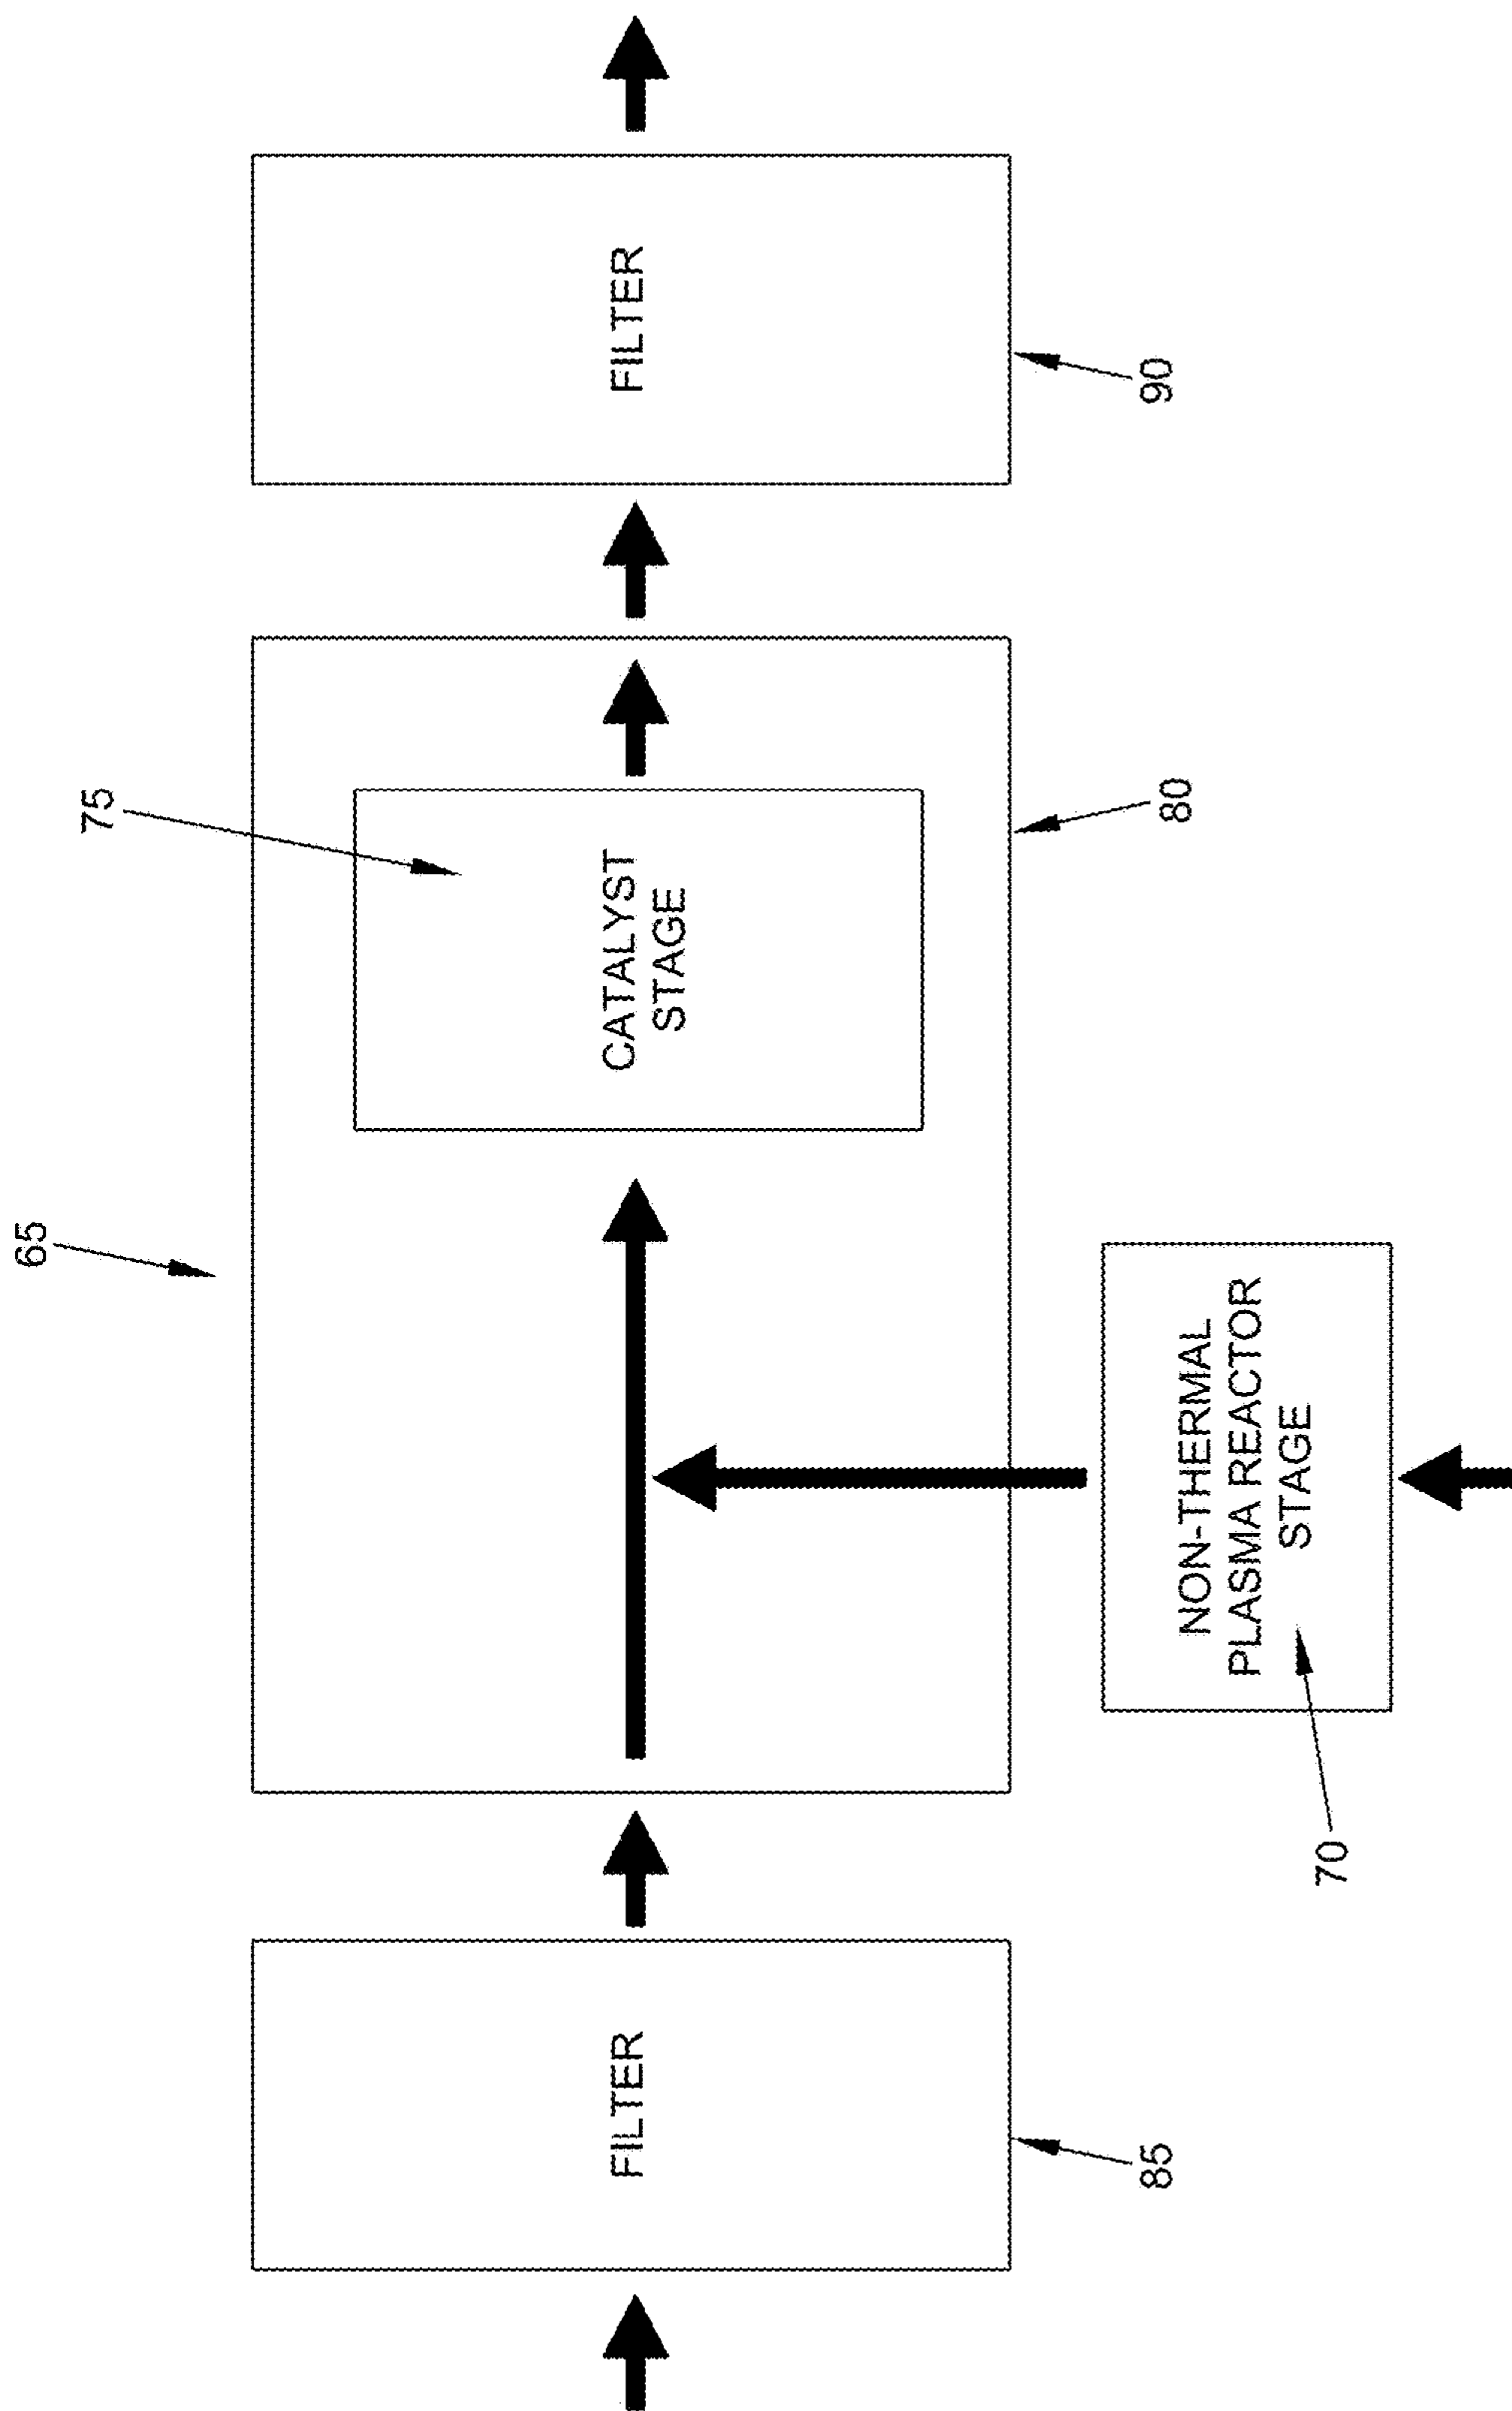 65
75
FILTER
CATALYST
STAGE
FILTER
85
80
90
NON-THERMAL
PLASMA REACTOR
STAGE
70